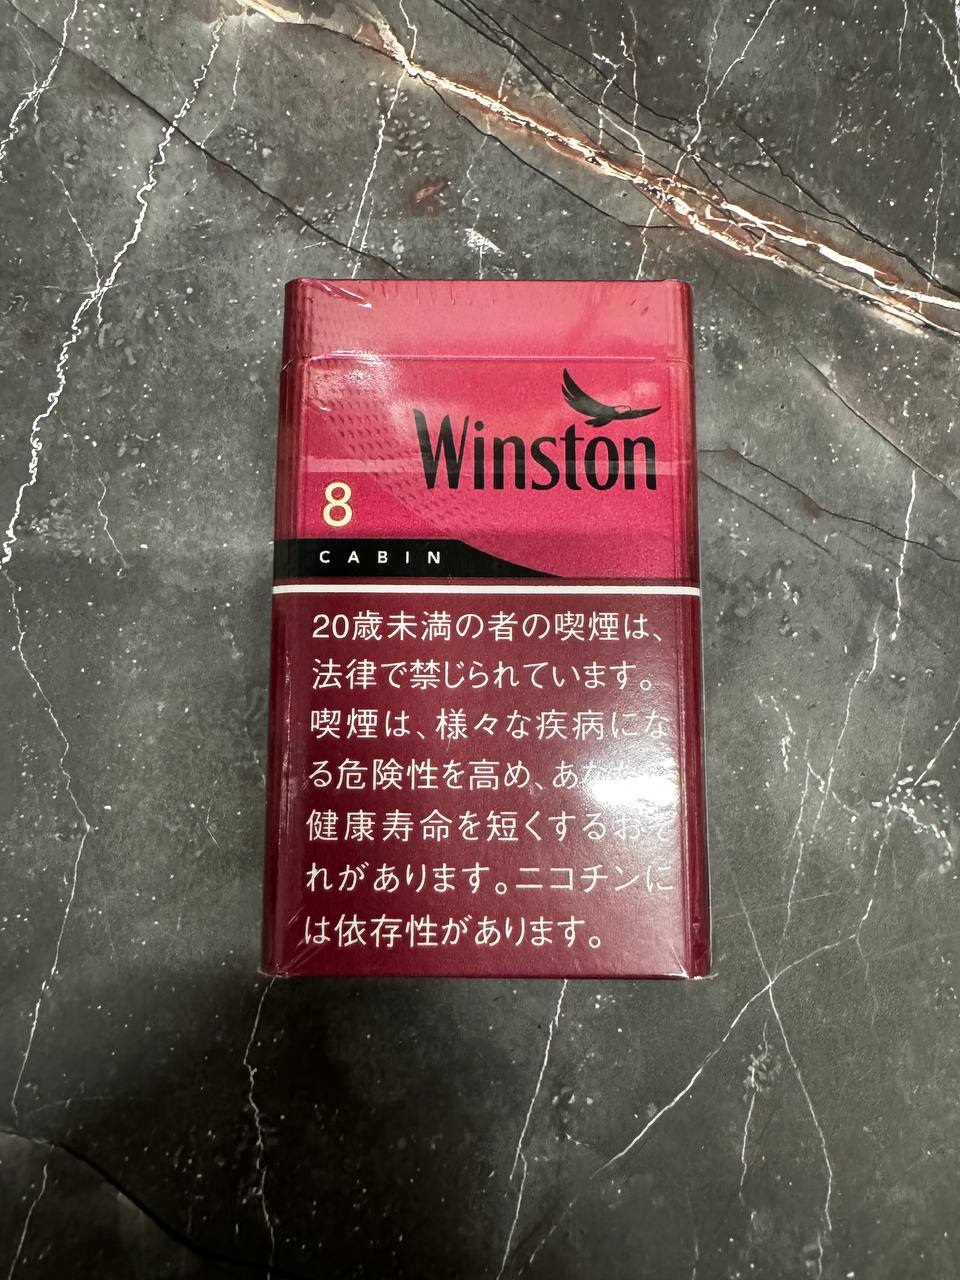 Winston
8
CABIN
20歳未満の者の喫煙は、
法律で禁じられています。
喫煙は、様々な疾病にな
る危険性を高め、あ
健康寿命を短くするおそ
れがあります。ニコチンに
は依存性があります。